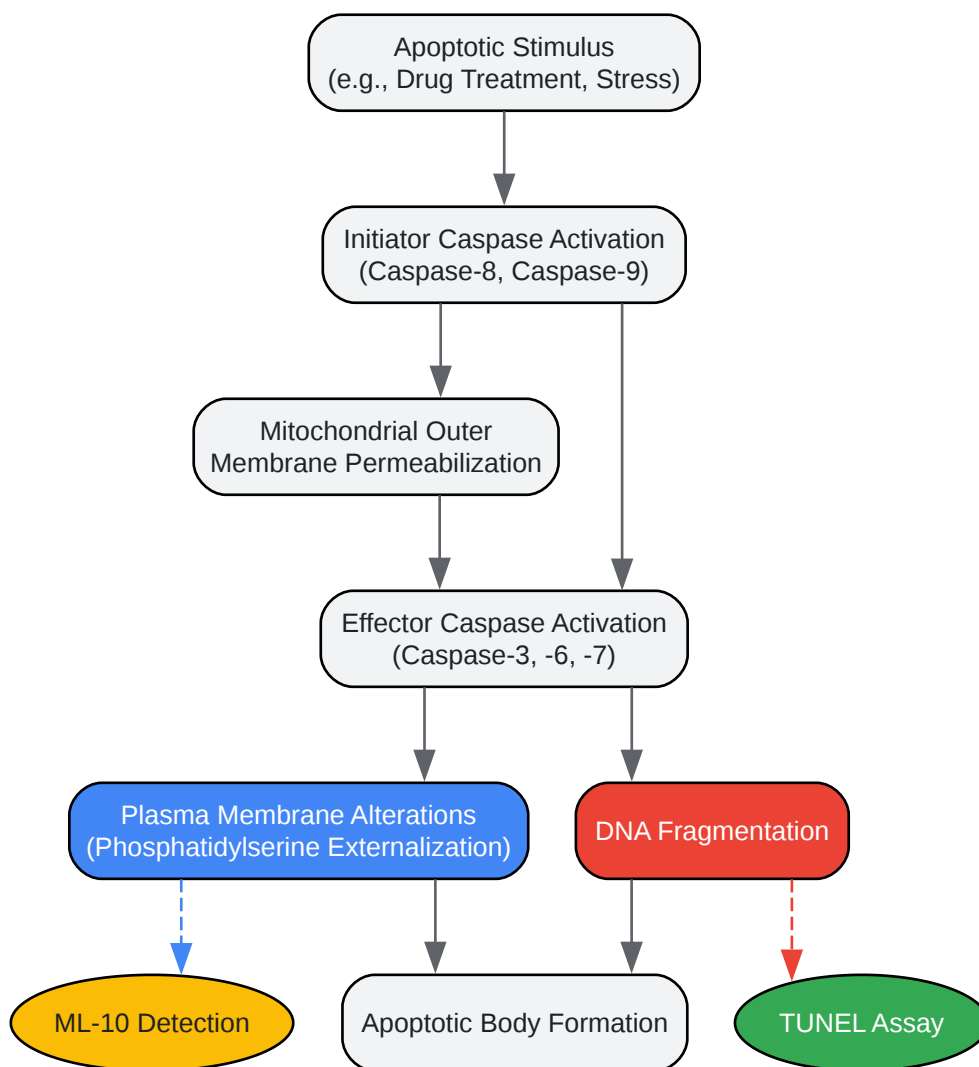 Apoptotic Stimulus
(e.g., Drug Treatment, Stress)
Initiator Caspase Activation
(Caspase-8, Caspase-9)
Mitochondrial Outer
Membrane Permeabilization
Effector Caspase Activation
(Caspase-3, -6, -7)
Plasma Membrane Alterations
(Phosphatidylserine Externalization)
DNA Fragmentation
ML-10 Detection
Apoptotic Body Formation
TUNEL Assay